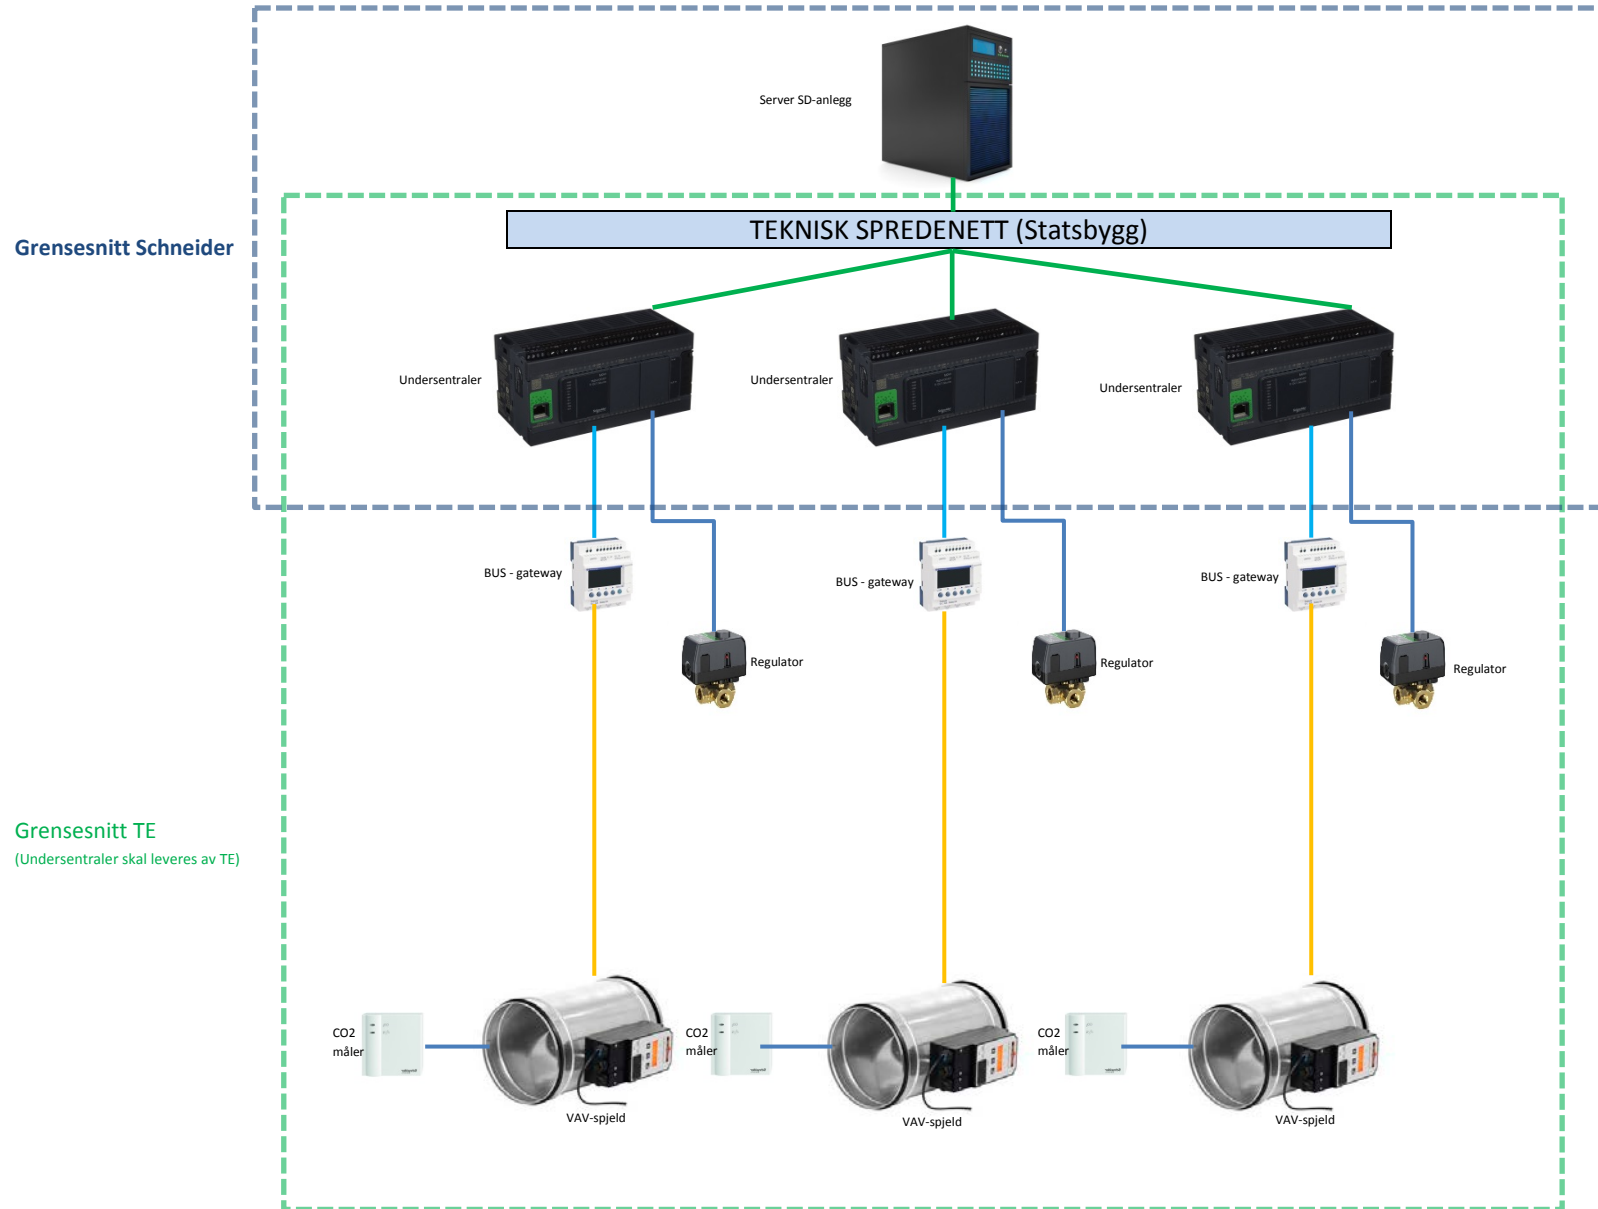 Server SD-anlegg
TEKNISK SPREDENETT (Statsbygg)
Grensesnitt Schneider
Undersentraler
Undersentraler
Undersentraler
BUS - gateway
BUS - gateway
BUS - gateway
Regulator
Regulator
Regulator
Grensesnitt TE
(Undersentraler skal leveres av TE)
CO2
måler
CO2
måler
CO2
måler
VAV-spjeld
VAV-spjeld
VAV-spjeld